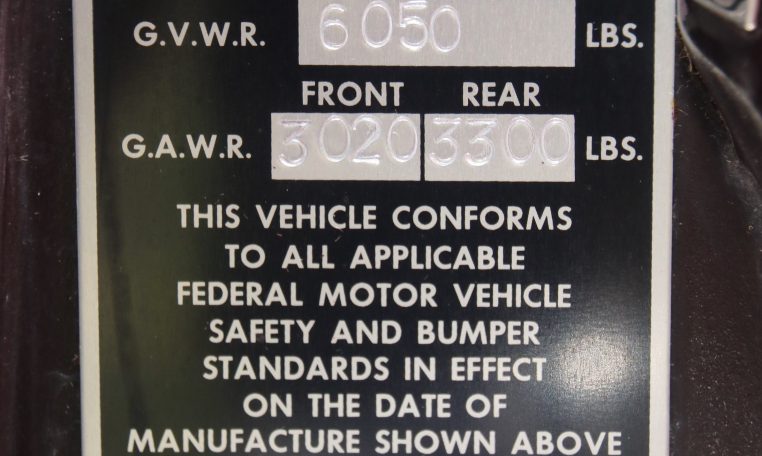 G.V.W.R. 6050 LBS.
FRONT REAR
G.A.W.R. 3020 3300 LBS.
THIS VEHICLE CONFORMS
TO ALL APPLICABLE
FEDERAL MOTOR VEHICLE
SAFETY AND BUMPER
STANDARDS IN EFFECT
ON THE DATE OF
MANUFACTURE SHOWN ABOVE